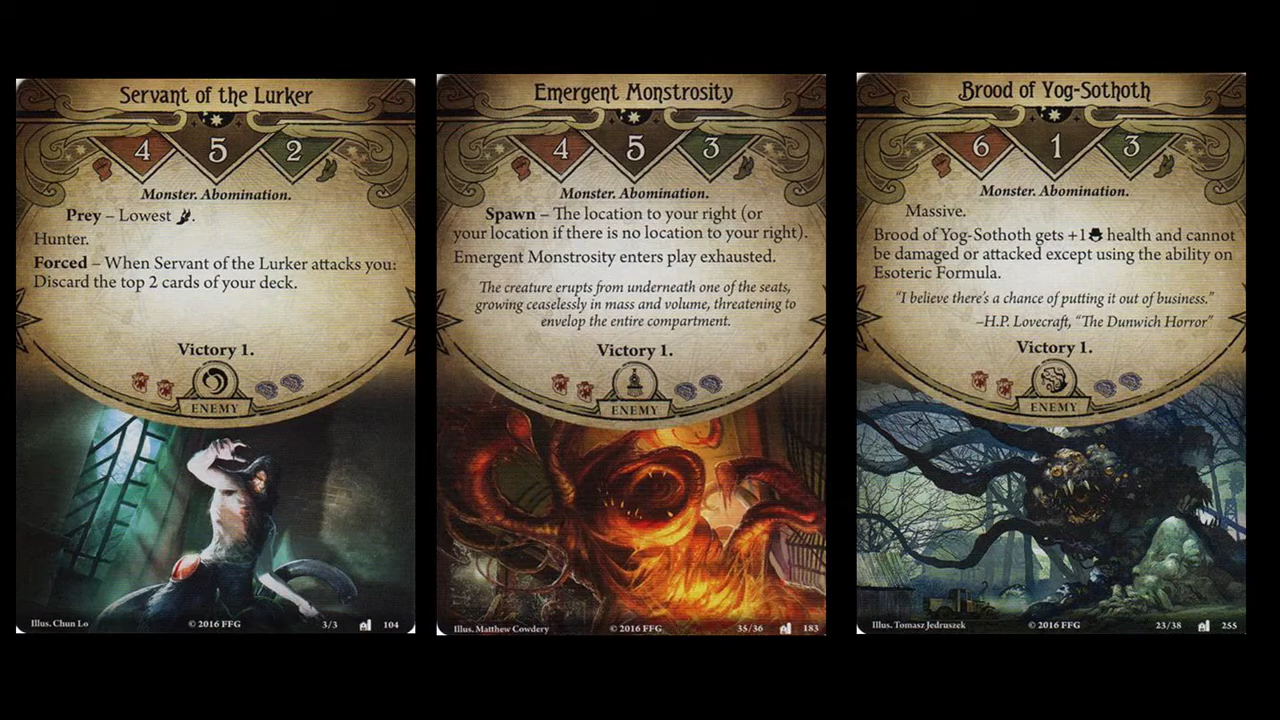 Servant of the Lurker
4 5 2
Monster. Abomination.
Prey – Lowest .
Hunter.
Forced – When Servant of the Lurker attacks you:
Discard the top 2 cards of your deck.
Victory 1.
ENEMY
Illus. Chun Lo © 2016 FFG 3/3 104
Emergent Monstrosity
4 5 3
Monster. Abomination.
Spawn – The location to your right (or
your location if there is no location to your right).
Emergent Monstrosity enters play exhausted.
The creature erupts from underneath one of the seats,
growing ceaselessly in mass and volume, threatening to
envelop the entire compartment.
Victory 1.
ENEMY
Illus. Matthew Cowdery © 2016 FFG 35/36 183
Brood of Yog-Sothoth
6 1 3
Monster. Abomination.
Massive.
Brood of Yog-Sothoth gets +1 health and cannot
be damaged or attacked except using the ability on
Esoteric Formula.
“I believe there’s a chance of putting it out of business.”
–H.P. Lovecraft, “The Dunwich Horror”
Victory 1.
ENEMY
Illus. Tomasz Jedruszek © 2016 FFG 23/38 255